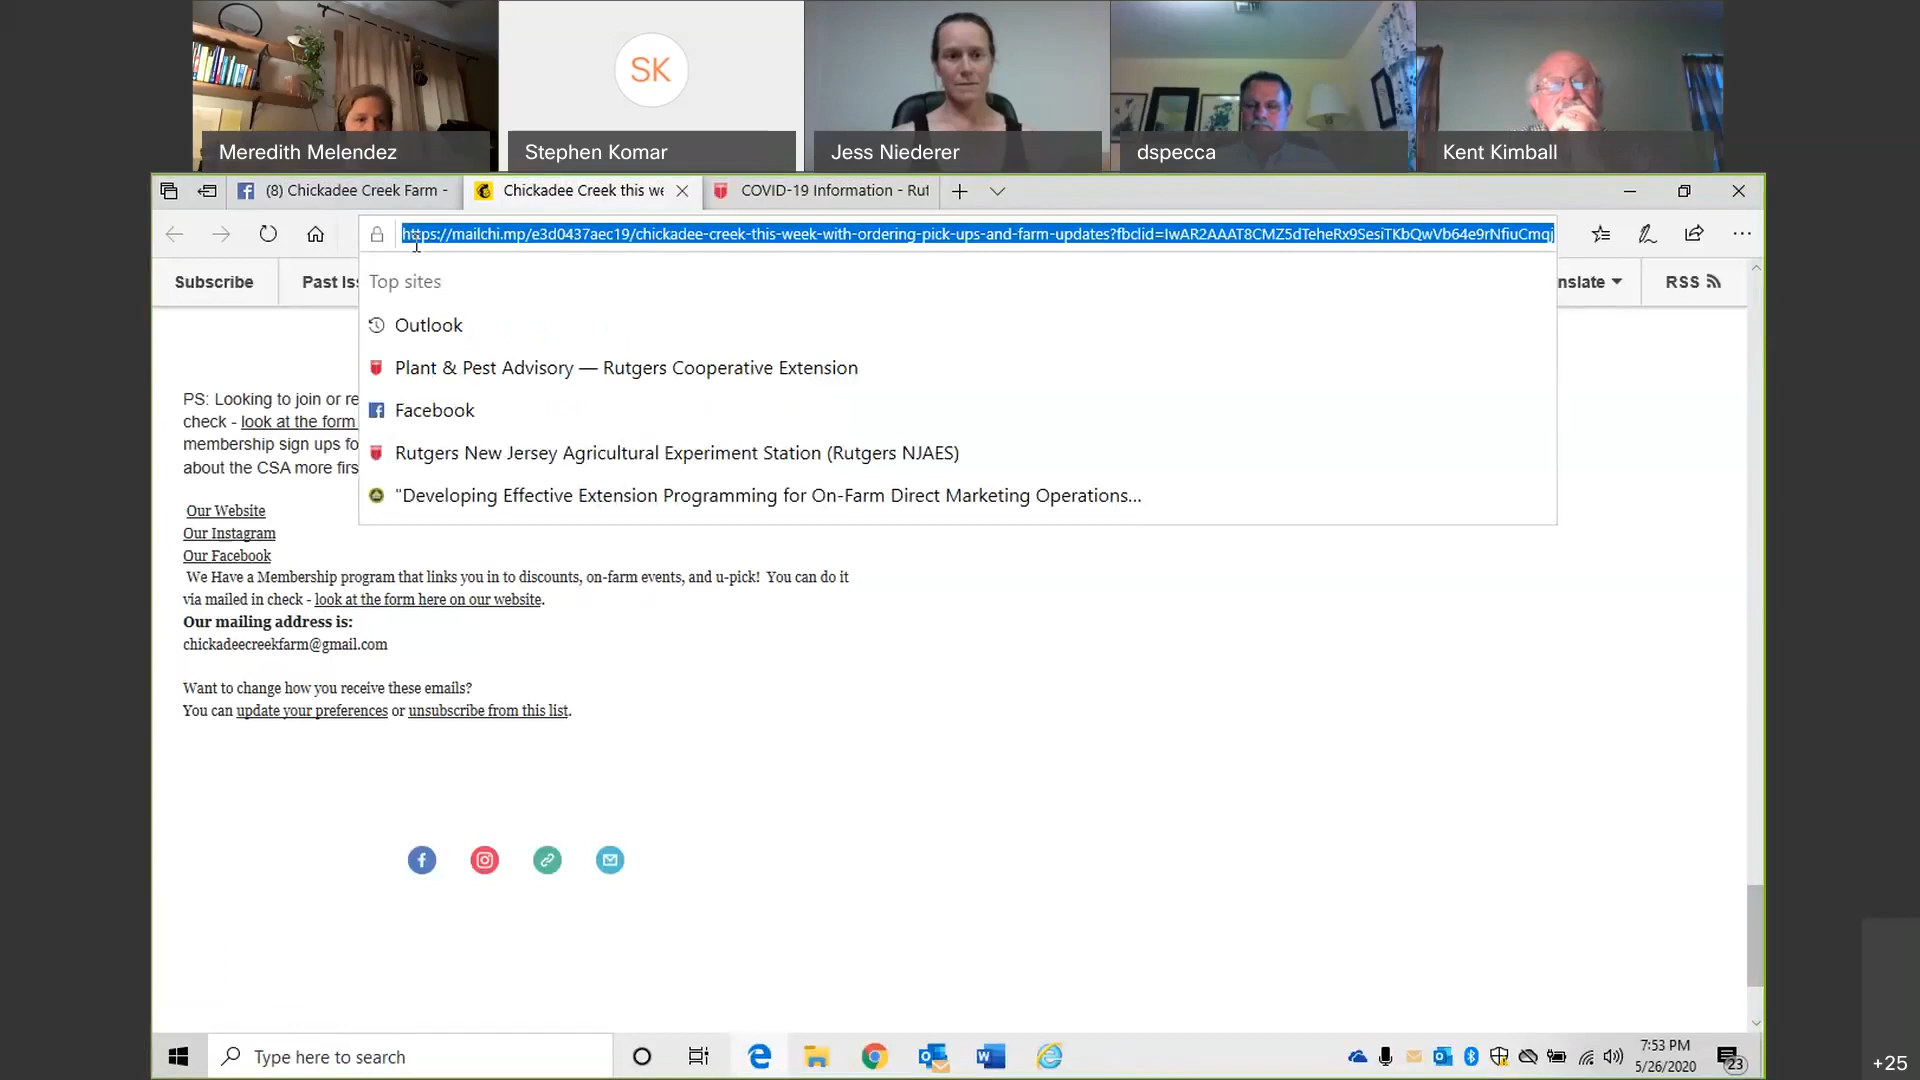 SK
Meredith Melendez
Stephen Komar
Jess Niederer
dspecca
Kent Kimball
(8) Chickadee Creek Farm -
Chickadee Creek this we
COVID-19 Information - Rut
https://mailchi.mp/e3d0437aec19/chickadee-creek-this-week-with-ordering-pick-ups-and-farm-updates?fbclid=IwAR2AAAT8CMZ5dTeheRx9SesiTKbQwVb64e9rNfiuCmqj
Subscribe
Past Is
nslate
RSS
Top sites
Outlook
Plant & Pest Advisory — Rutgers Cooperative Extension
Facebook
Rutgers New Jersey Agricultural Experiment Station (Rutgers NJAES)
"Developing Effective Extension Programming for On-Farm Direct Marketing Operations...
PS: Looking to join or re
check - look at the form
membership sign ups fo
about the CSA more firs
Our Website
Our Instagram
Our Facebook
We Have a Membership program that links you in to discounts, on-farm events, and u-pick! You can do it
via mailed in check - look at the form here on our website.
Our mailing address is:
chickadeecreekfarm@gmail.com
Want to change how you receive these emails?
You can update your preferences or unsubscribe from this list.
Type here to search
7:53 PM
5/26/2020
23
+25